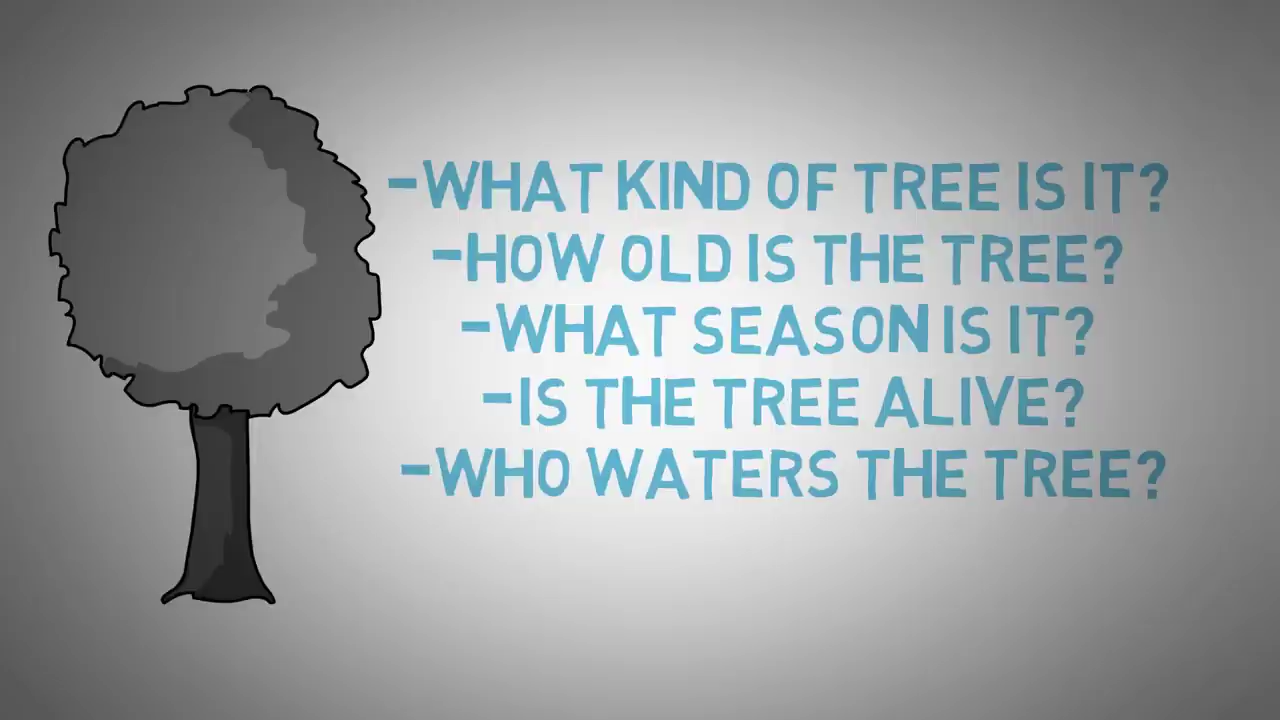 -WHAT KIND OF TREE IS IT?
-HOW OLD IS THE TREE?
-WHAT SEASON IS IT?
-IS THE TREE ALIVE?
-WHO WATERS THE TREE?